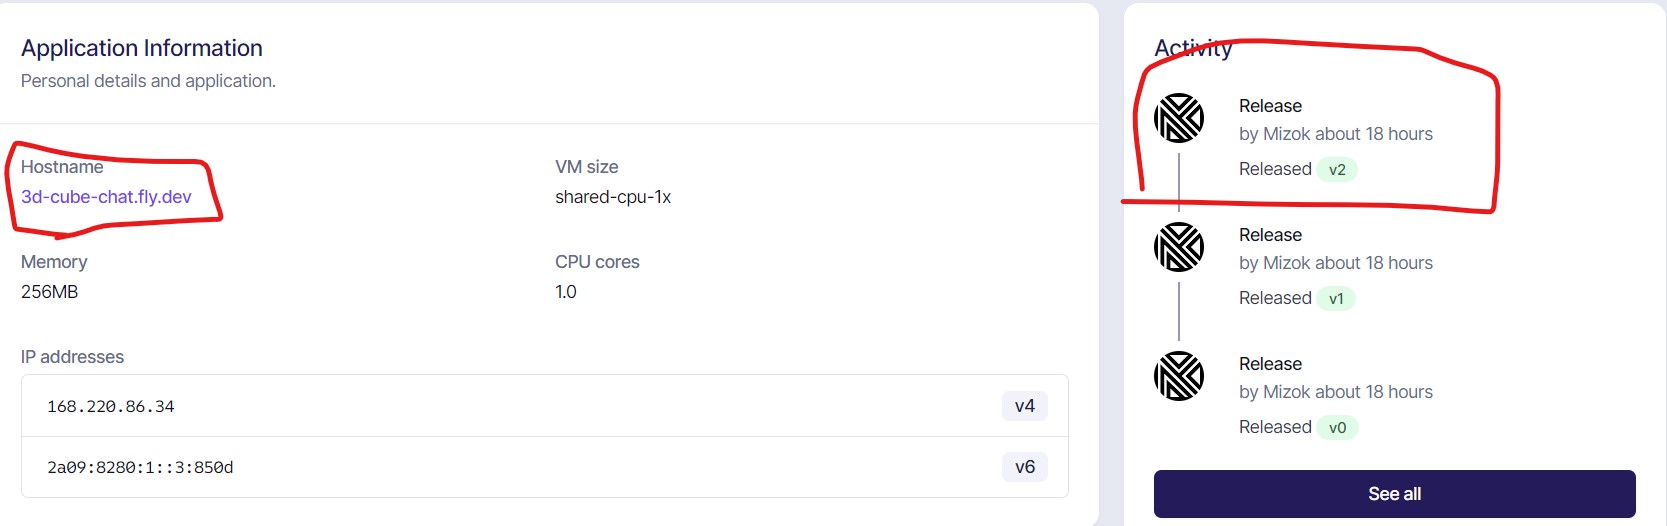 Application Information
Personal details and application.
Hostname
3d-cube-chat.fly.dev
VM size
shared-cpu-1x
Memory
256MB
CPU cores
1.0
IP addresses
168.220.86.34 v4
2a09:8280:1::3:850d v6
Activity
Release
by Mizok about 18 hours
Released v2
Release
by Mizok about 18 hours
Released v1
Release
by Mizok about 18 hours
Released v0
See all